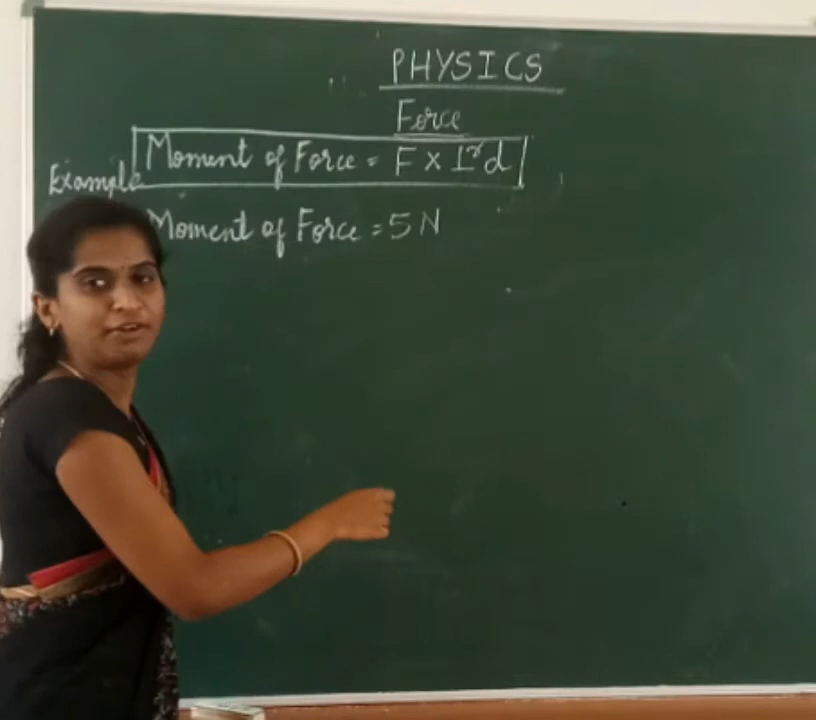 PHYSICS
Force
Moment of Force = F × ⊥ʳ d
Example
Moment of Force = 5 N